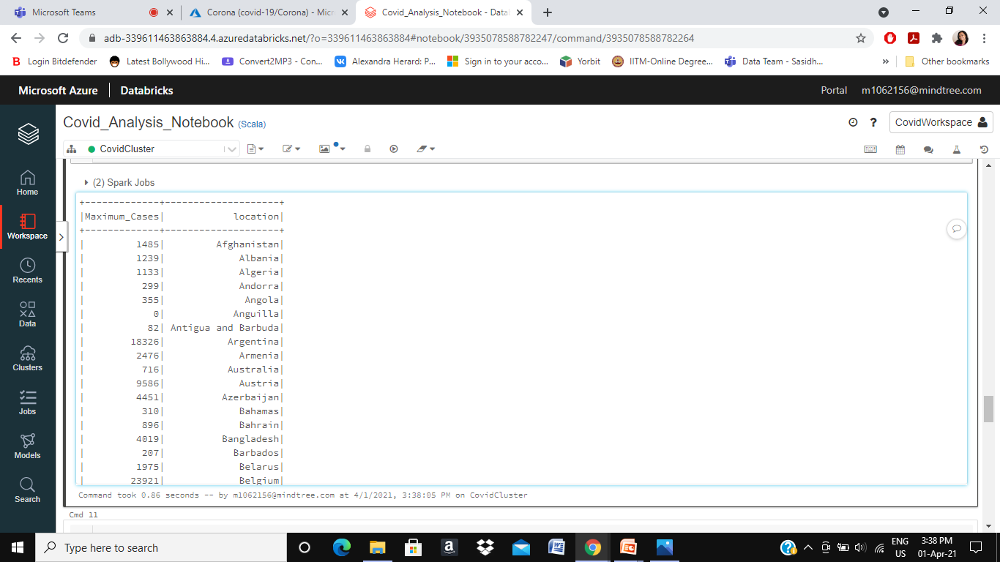 Microsoft Teams
Corona (covid-19/Corona) - Micr
Covid_Analysis_Notebook - Datal
adb-339611463863884.4.azuredatabricks.net/?o=339611463863884#notebook/3935078588782247/command/3935078588782264
Login Bitdefender
Latest Bollywood Hi...
Convert2MP3 - Con...
Alexandra Herard: P...
Sign in to your acco...
Yorbit
IITM-Online Degree...
Data Team - Sasidh...
»
Other bookmarks
Microsoft Azure | Databricks
Portal
m1062156@mindtree.com
Covid_Analysis_Notebook (Scala)
?
CovidWorkspace
CovidCluster
Home
Workspace
Recents
Data
Clusters
Jobs
Models
Search
(2) Spark Jobs
+-------------+-------------------+
|Maximum_Cases| location|
+-------------+-------------------+
| 1485| Afghanistan|
| 1239| Albania|
| 1133| Algeria|
| 299| Andorra|
| 355| Angola|
| 0| Anguilla|
| 82| Antigua and Barbuda|
| 18326| Argentina|
| 2476| Armenia|
| 716| Australia|
| 9586| Austria|
| 4451| Azerbaijan|
| 310| Bahamas|
| 896| Bahrain|
| 4019| Bangladesh|
| 207| Barbados|
| 1975| Belarus|
| 23921| Belgium|
Command took 0.86 seconds -- by m1062156@mindtree.com at 4/1/2021, 3:38:05 PM on CovidCluster
Cmd 11
Type here to search
ENG
US
3:38 PM
01-Apr-21